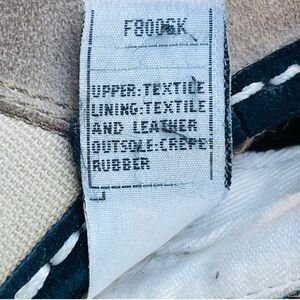 F8006K
UPPER:TEXTILE
LINING:TEXTILE
AND LEATHER
OUTSOLE:CREPE
RUBBER